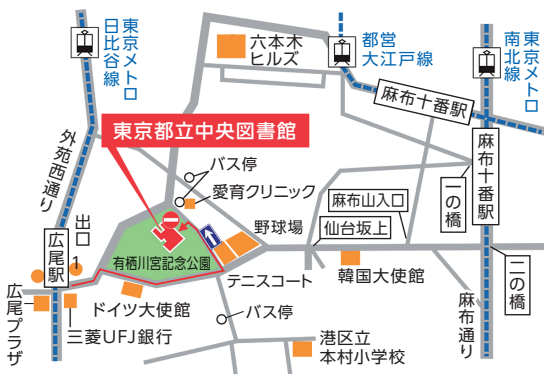 東京メトロ
日比谷線
六本木
ヒルズ
都営
大江戸線
東京メトロ
南北線
麻布十番駅
東京都立中央図書館
外苑西通り
バス停
愛育クリニック
麻布山入口
一の橋
麻布十番駅
野球場
仙台坂上
出口
1
広尾駅
有栖川宮記念公園
テニスコート
韓国大使館
二の橋
ドイツ大使館
バス停
麻布通り
広尾
プラザ
三菱UFJ銀行
港区立
本村小学校